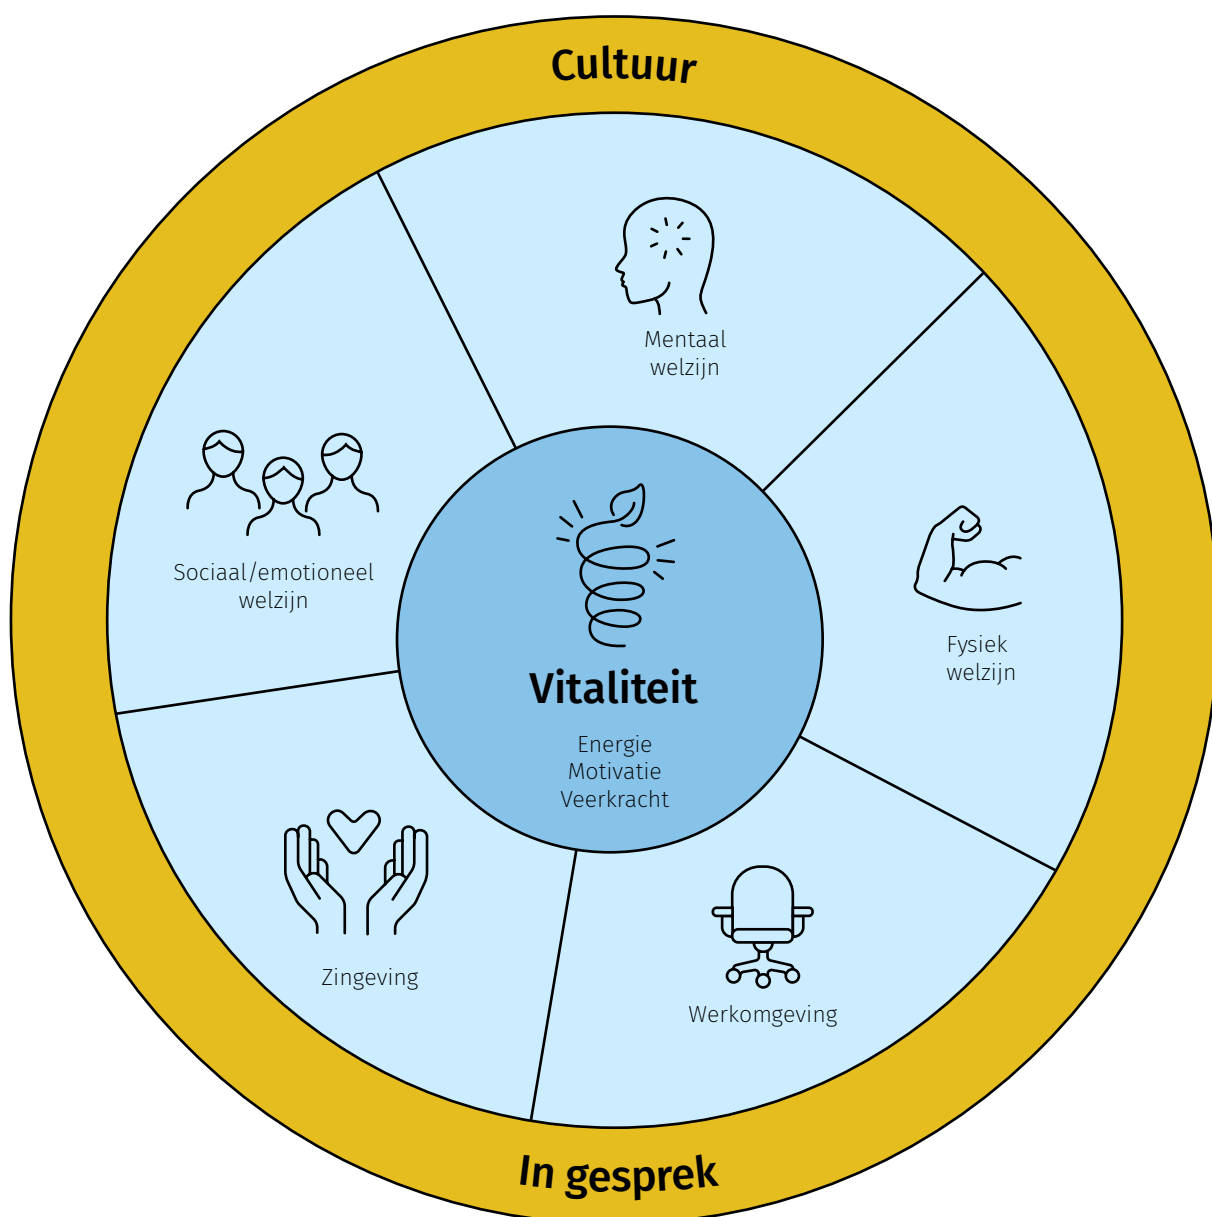 Cultuur
Mentaal
welzijn
Sociaal/emotioneel
welzijn
Fysiek
welzijn
Vitaliteit
Energie
Motivatie
Veerkracht
Zingeving
Werkomgeving
In gesprek